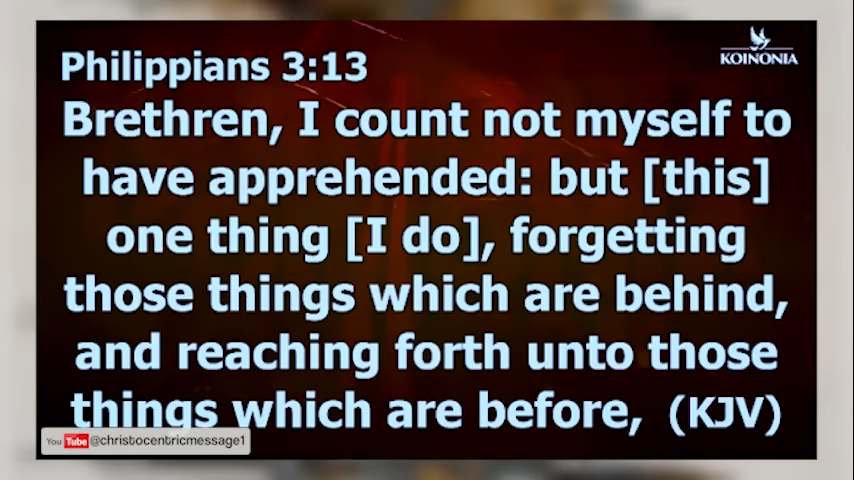 Philippians 3:13
KOINONIA
Brethren, I count not myself to
have apprehended: but [this]
one thing [I do], forgetting
those things which are behind,
and reaching forth unto those
things which are before, (KJV)
You Tube @christocentricmessage1